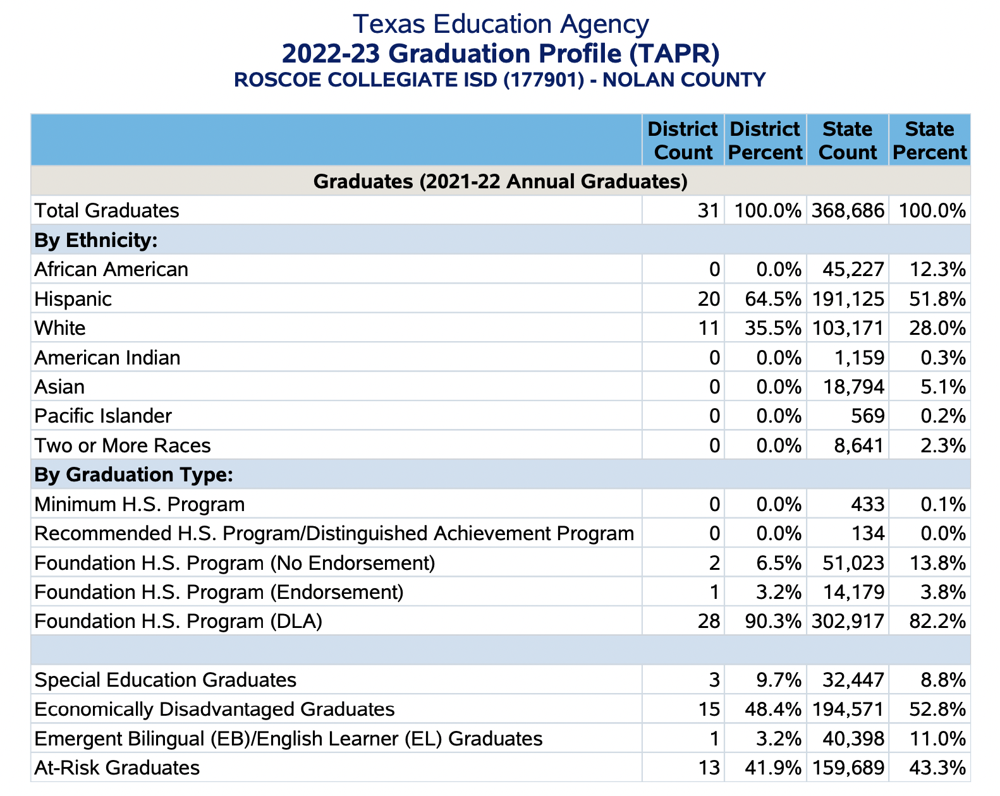 Texas Education Agency
2022-23 Graduation Profile (TAPR)
ROSCOE COLLEGIATE ISD (177901) - NOLAN COUNTY
District Count District Percent State Count State Percent
Graduates (2021-22 Annual Graduates)
Total Graduates 31 100.0% 368,686 100.0%
By Ethnicity:
African American 0 0.0% 45,227 12.3%
Hispanic 20 64.5% 191,125 51.8%
White 11 35.5% 103,171 28.0%
American Indian 0 0.0% 1,159 0.3%
Asian 0 0.0% 18,794 5.1%
Pacific Islander 0 0.0% 569 0.2%
Two or More Races 0 0.0% 8,641 2.3%
By Graduation Type:
Minimum H.S. Program 0 0.0% 433 0.1%
Recommended H.S. Program/Distinguished Achievement Program 0 0.0% 134 0.0%
Foundation H.S. Program (No Endorsement) 2 6.5% 51,023 13.8%
Foundation H.S. Program (Endorsement) 1 3.2% 14,179 3.8%
Foundation H.S. Program (DLA) 28 90.3% 302,917 82.2%
Special Education Graduates 3 9.7% 32,447 8.8%
Economically Disadvantaged Graduates 15 48.4% 194,571 52.8%
Emergent Bilingual (EB)/English Learner (EL) Graduates 1 3.2% 40,398 11.0%
At-Risk Graduates 13 41.9% 159,689 43.3%